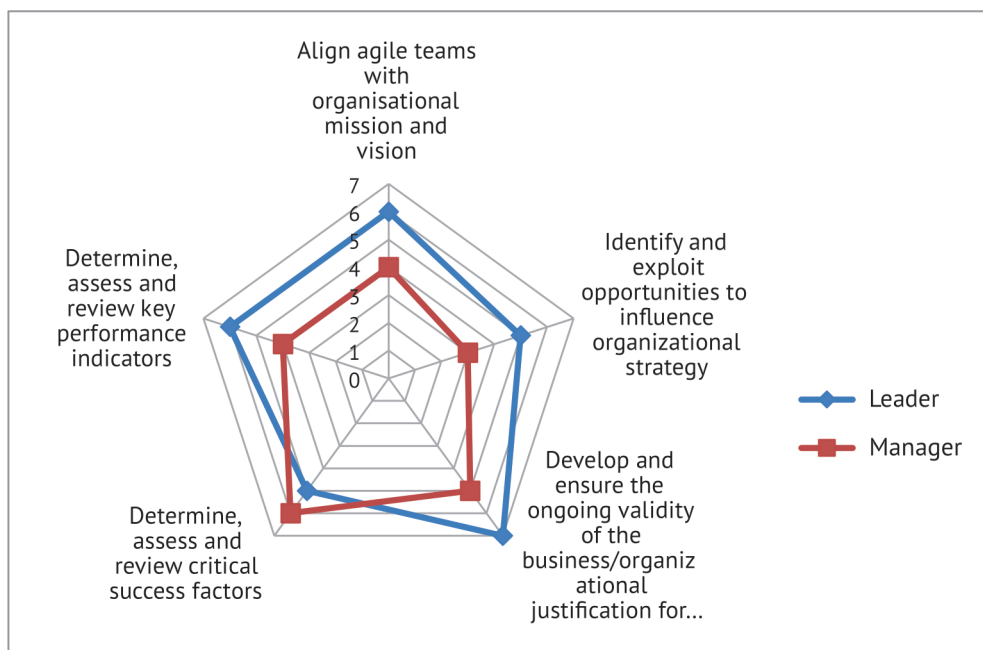 Align agile teams
with
organisational
mission and
vision
7
6
5
4
3
2
1
0
Identify and
exploit
opportunities to
influence
organizational
strategy
Determine,
assess and
review key
performance
indicators
Leader
Manager
Develop and
ensure the
ongoing validity
of the
business/organiz
ational
justification for...
Determine,
assess and
review critical
success factors